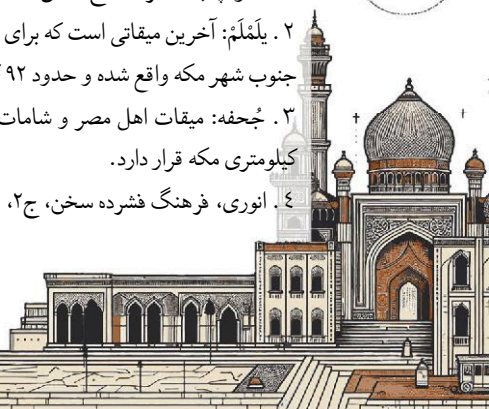 ۲. یلَمْلَمْ: آخرین میقاتی است که برای
جنوب شهر مکه واقع شده و حدود ۹۲
۳. جُحفه: میقات اهل مصر و شامات
کیلومتری مکه قرار دارد.
٤. انوری، فرهنگ فشرده سخن، ج۲،